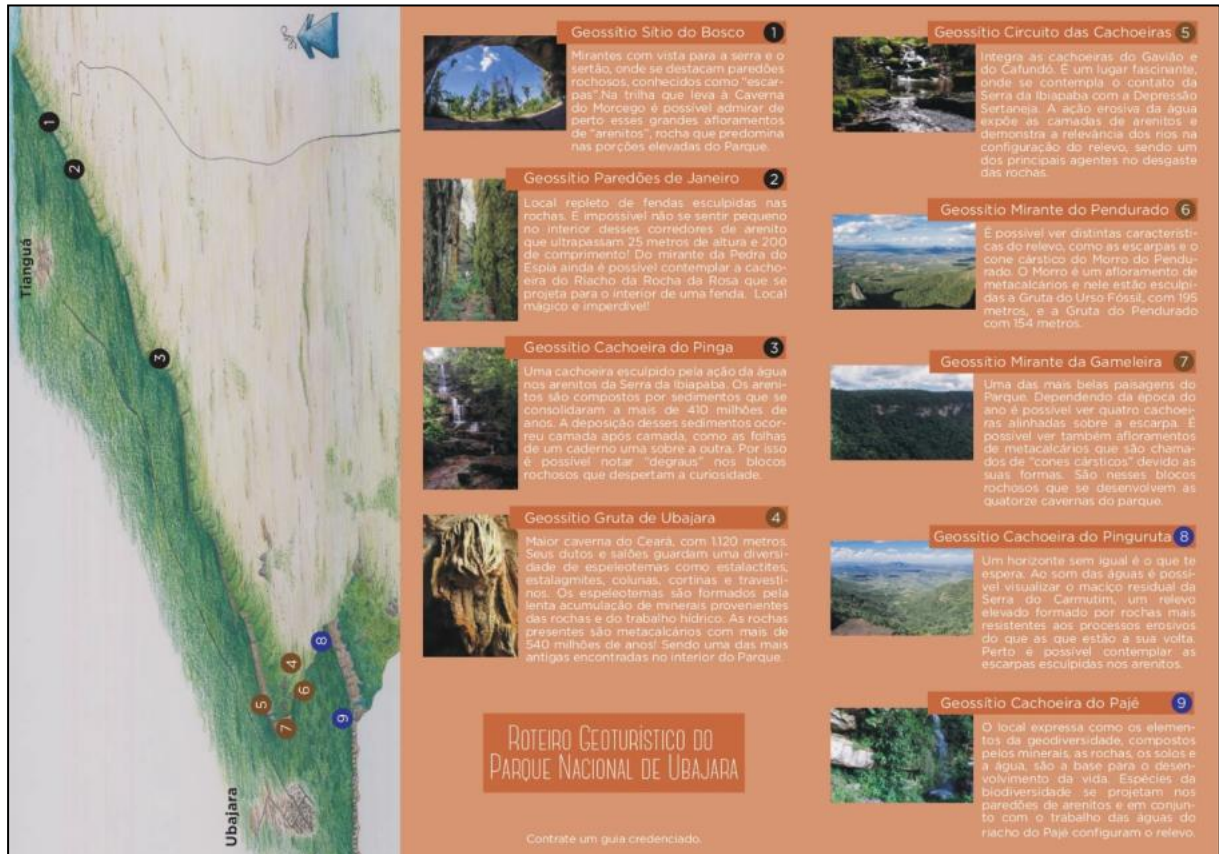 Tianguá
Ubajara
1
2
3
4
5
6
7
8
9
Geossítio Sítio do Bosco 1
Mirantes com vista para a serra e o
sertão, onde se destacam paredões
rochosos, conhecidos como "escar-
pas".Na trilha que leva à Caverna
do Morcego é possível admirar de
perto esses grandes afloramentos
de "arenitos", rocha que predomina
nas porções elevadas do Parque.
Geossítio Paredões de Janeiro 2
Local repleto de fendas esculpidas nas
rochas. É impossível não se sentir pequeno
no interior desses corredores de arenito
que ultrapassam 25 metros de altura e 200
de comprimento! Do mirante da Pedra do
Espia ainda é possível contemplar a cacho-
eira do Riacho da Rocha da Rosa que se
projeta para o interior de uma fenda. Local
mágico e imperdível!
Geossítio Cachoeira do Pinga 3
Uma cachoeira esculpido pela ação da água
nos arenitos da Serra da Ibiapaba. Os areni-
tos são compostos por sedimentos que se
consolidaram a mais de 410 milhões de
anos. A deposição desses sedimentos ocor-
reu camada após camada, como as folhas
de um caderno uma sobre a outra. Por isso
é possível notar "degraus" nos blocos
rochosos que despertam a curiosidade.
Geossítio Gruta de Ubajara 4
Maior caverna do Ceará, com 1.120 metros.
Seus dutos e salões guardam uma diversi-
dade de espeleotemas como estalactites,
estalagmites, colunas, cortinas e travesti-
nos. Os espeleotemas são formados pela
lenta acumulação de minerais provenientes
das rochas e do trabalho hídrico. As rochas
presentes são metacalcários com mais de
540 milhões de anos! Sendo uma das mais
antigas encontradas no interior do Parque.
ROTEIRO GEOTURÍSTICO DO
PARQUE NACIONAL DE UBAJARA
Contrate um guia credenciado.
Geossítio Circuito das Cachoeiras 5
Integra as cachoeiras do Gavião e
do Cafundó. É um lugar fascinante,
onde se contempla o contato da
Serra da Ibiapaba com a Depressão
Sertaneja. A ação erosiva da água
expõe as camadas de arenitos e
demonstra a relevância dos rios na
configuração do relevo, sendo um
dos principais agentes no desgaste
das rochas.
Geossítio Mirante do Pendurado 6
É possível ver distintas característi-
cas do relevo, como as escarpas e o
cone cárstico do Morro do Pendu-
rado. O Morro é um afloramento de
metacalcários e nele estão esculpi-
das a Gruta do Urso Fóssil, com 195
metros, e a Gruta do Pendurado
com 154 metros.
Geossítio Mirante da Gameleira 7
Uma das mais belas paisagens do
Parque. Dependendo da época do
ano é possível ver quatro cachoei-
ras alinhadas sobre a escarpa. É
possível ver também afloramentos
de metacalcários que são chama-
dos de "cones cársticos" devido as
suas formas. São nesses blocos
rochosos que se desenvolvem as
quatorze cavernas do parque.
Geossítio Cachoeira do Pinguruta 8
Um horizonte sem igual é o que te
espera. Ao som das águas é possí-
vel visualizar o maciço residual da
Serra do Carmutim, um relevo
elevado formado por rochas mais
resistentes aos processos erosivos
do que as que estão a sua volta.
Perto é possível contemplar as
escarpas esculpidas nos arenitos.
Geossítio Cachoeira do Pajé 9
O local expressa como os elemen-
tos da geodiversidade, compostos
pelos minerais, as rochas, os solos e
a água, são a base para o desen-
volvimento da vida. Espécies da
biodiversidade se projetam nos
paredões de arenitos e em conjun-
to com o trabalho das águas do
riacho do Pajé configuram o relevo.